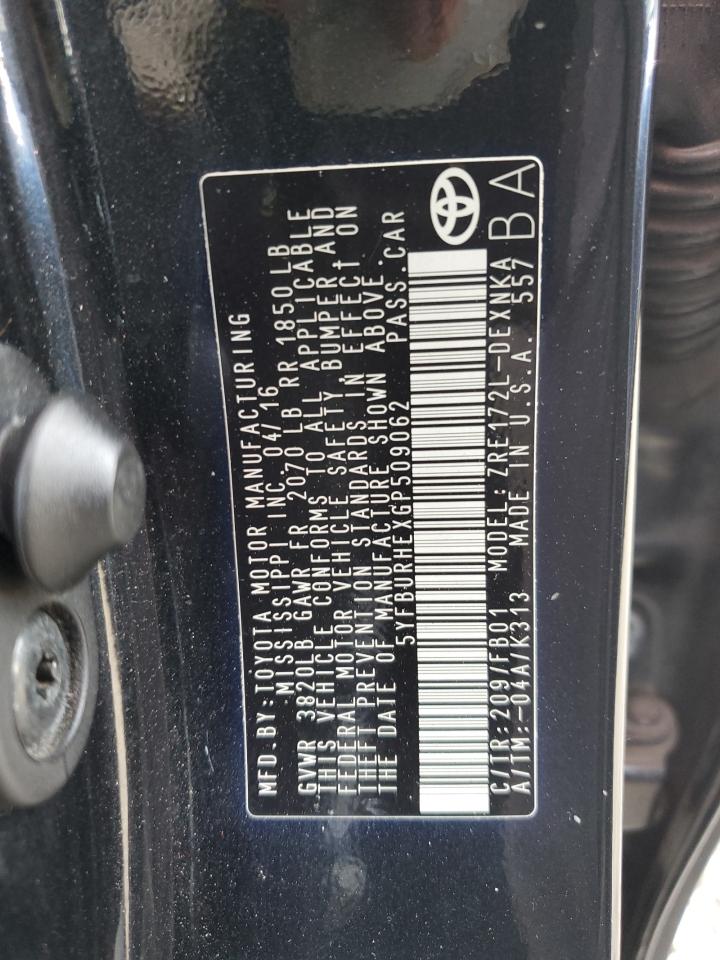 MFD.BY:TOYOTA MOTOR MANUFACTURING
MISSISSIPPI INC. 04/16
GVWR 3820LB GAWR FR 2070 LB RR 1850 LB
THIS VEHICLE CONFORMS TO ALL APPLICABLE
FEDERAL MOTOR VEHICLE SAFETY, BUMPER AND
THEFT PREVENTION STANDARDS IN EFFECT ON
THE DATE OF MANUFACTURE SHOWN ABOVE.
5YFBURHEXGP509062 PASS.CAR
C/TR:209/FB01 MODEL:ZRE172L-DEXNKA
A/TM:-04A/K313 MADE IN U.S.A. 557
BA